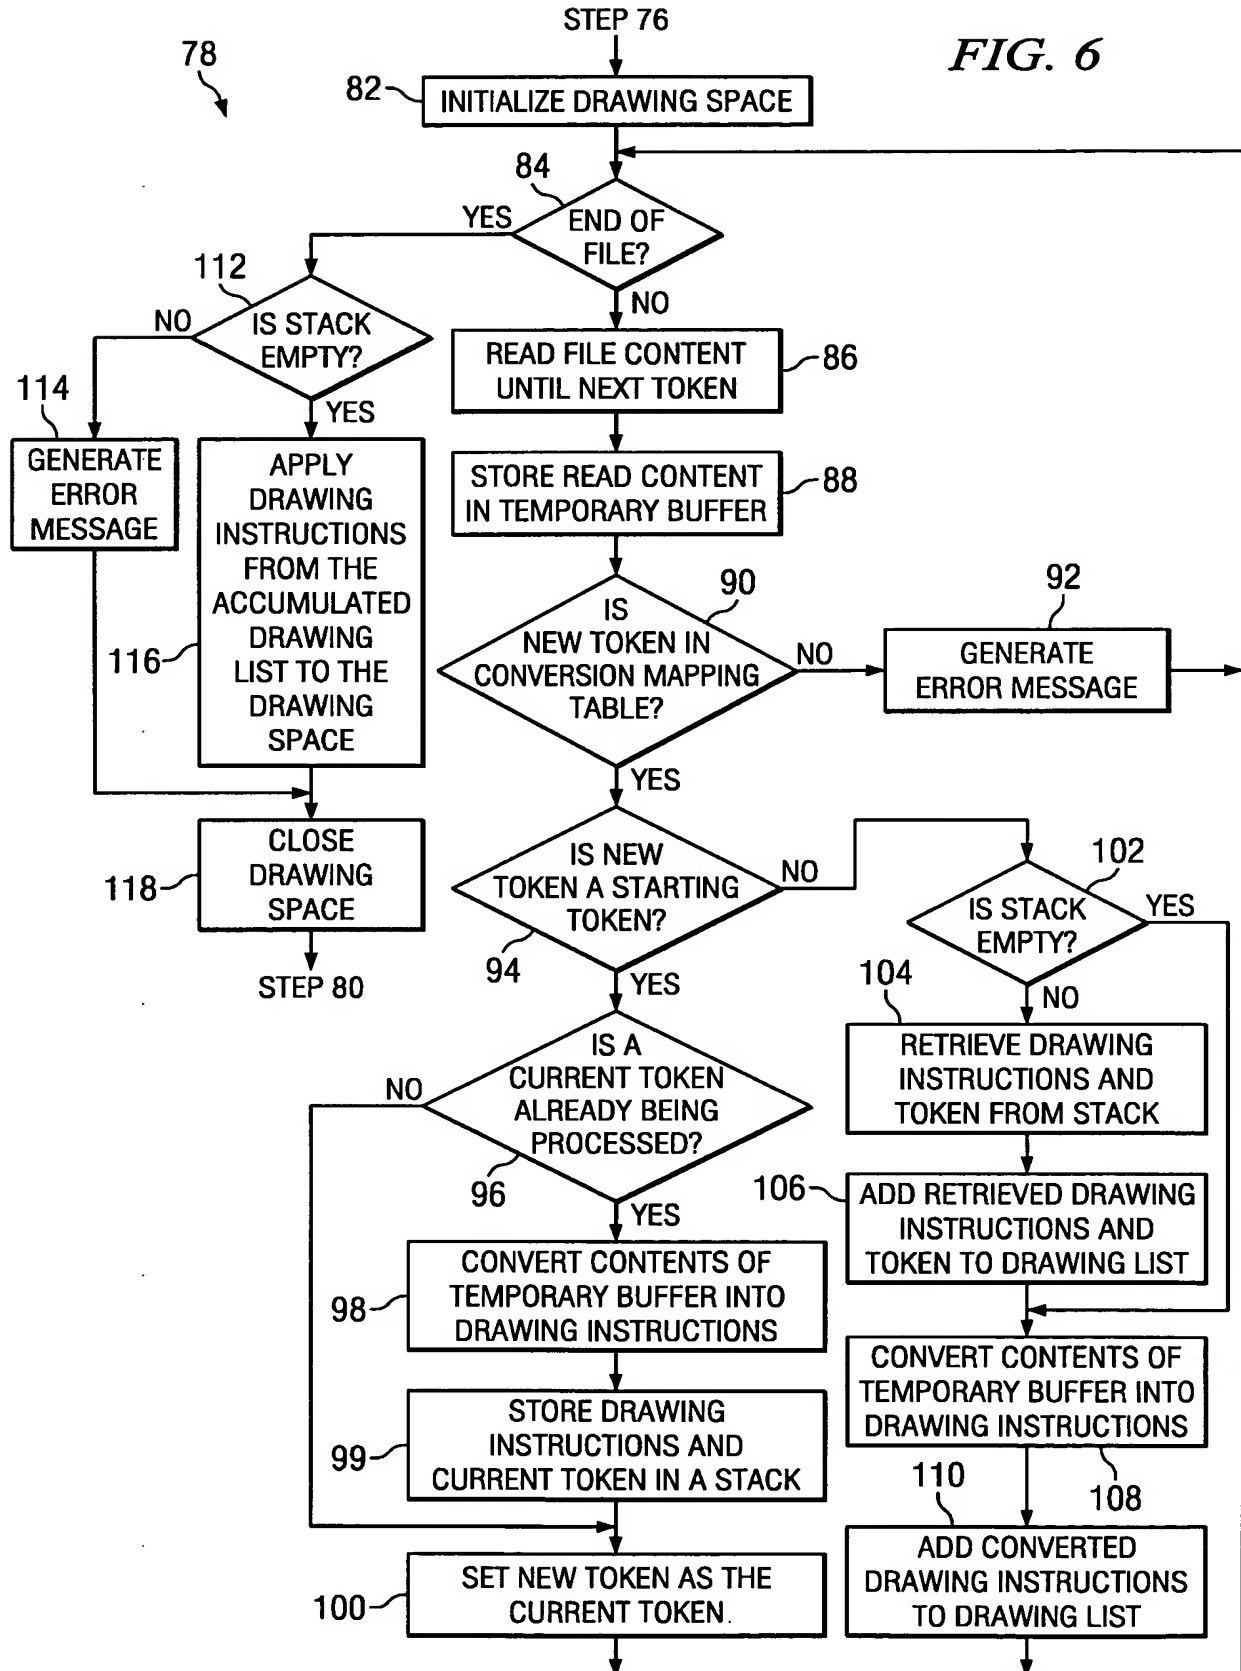 STEP 76
FIG. 6
78
82
INITIALIZE DRAWING SPACE
84
YES
END OF
FILE?
NO
112
NO
IS STACK
EMPTY?
YES
READ FILE CONTENT
UNTIL NEXT TOKEN
86
114
GENERATE
ERROR
MESSAGE
APPLY
DRAWING
INSTRUCTIONS
FROM THE
ACCUMULATED
DRAWING
LIST TO THE
DRAWING
SPACE
116
STORE READ CONTENT
IN TEMPORARY BUFFER
88
IS
NEW TOKEN IN
CONVERSION MAPPING
TABLE?
90
NO
92
GENERATE
ERROR MESSAGE
YES
CLOSE
DRAWING
SPACE
118
STEP 80
IS NEW
TOKEN A STARTING
TOKEN?
94
NO
YES
102
IS STACK
EMPTY?
YES
NO
104
RETRIEVE DRAWING
INSTRUCTIONS AND
TOKEN FROM STACK
IS A
CURRENT TOKEN
ALREADY BEING
PROCESSED?
NO
96
YES
106
ADD RETRIEVED DRAWING
INSTRUCTIONS AND
TOKEN TO DRAWING LIST
98
CONVERT CONTENTS OF
TEMPORARY BUFFER INTO
DRAWING INSTRUCTIONS
CONVERT CONTENTS OF
TEMPORARY BUFFER INTO
DRAWING INSTRUCTIONS
108
99
STORE DRAWING
INSTRUCTIONS AND
CURRENT TOKEN IN A STACK
110
ADD CONVERTED
DRAWING INSTRUCTIONS
TO DRAWING LIST
100
SET NEW TOKEN AS THE
CURRENT TOKEN.